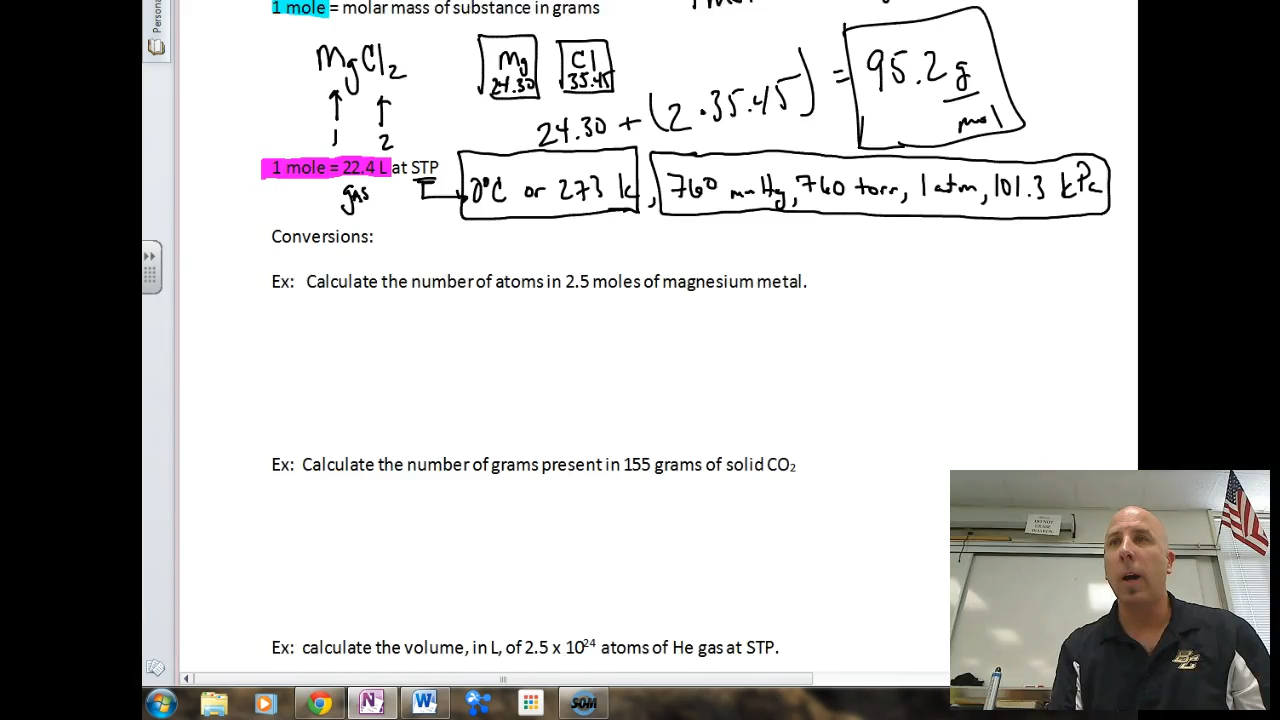 1 mole = molar mass of substance in grams
MgCl2
Mg
24.30
Cl
35.45
1
2
24.30 + (2 · 35.45) = 95.2 g
mol
1 mole = 22.4 L at STP
gas
0°C or 273 K, 760 mmHg, 760 torr, 1 atm, 101.3 kPa
Conversions:
Ex: Calculate the number of atoms in 2.5 moles of magnesium metal.
Ex: Calculate the number of grams present in 155 grams of solid CO₂
Ex: calculate the volume, in L, of 2.5 x 10²⁴ atoms of He gas at STP.
Persona
SOM